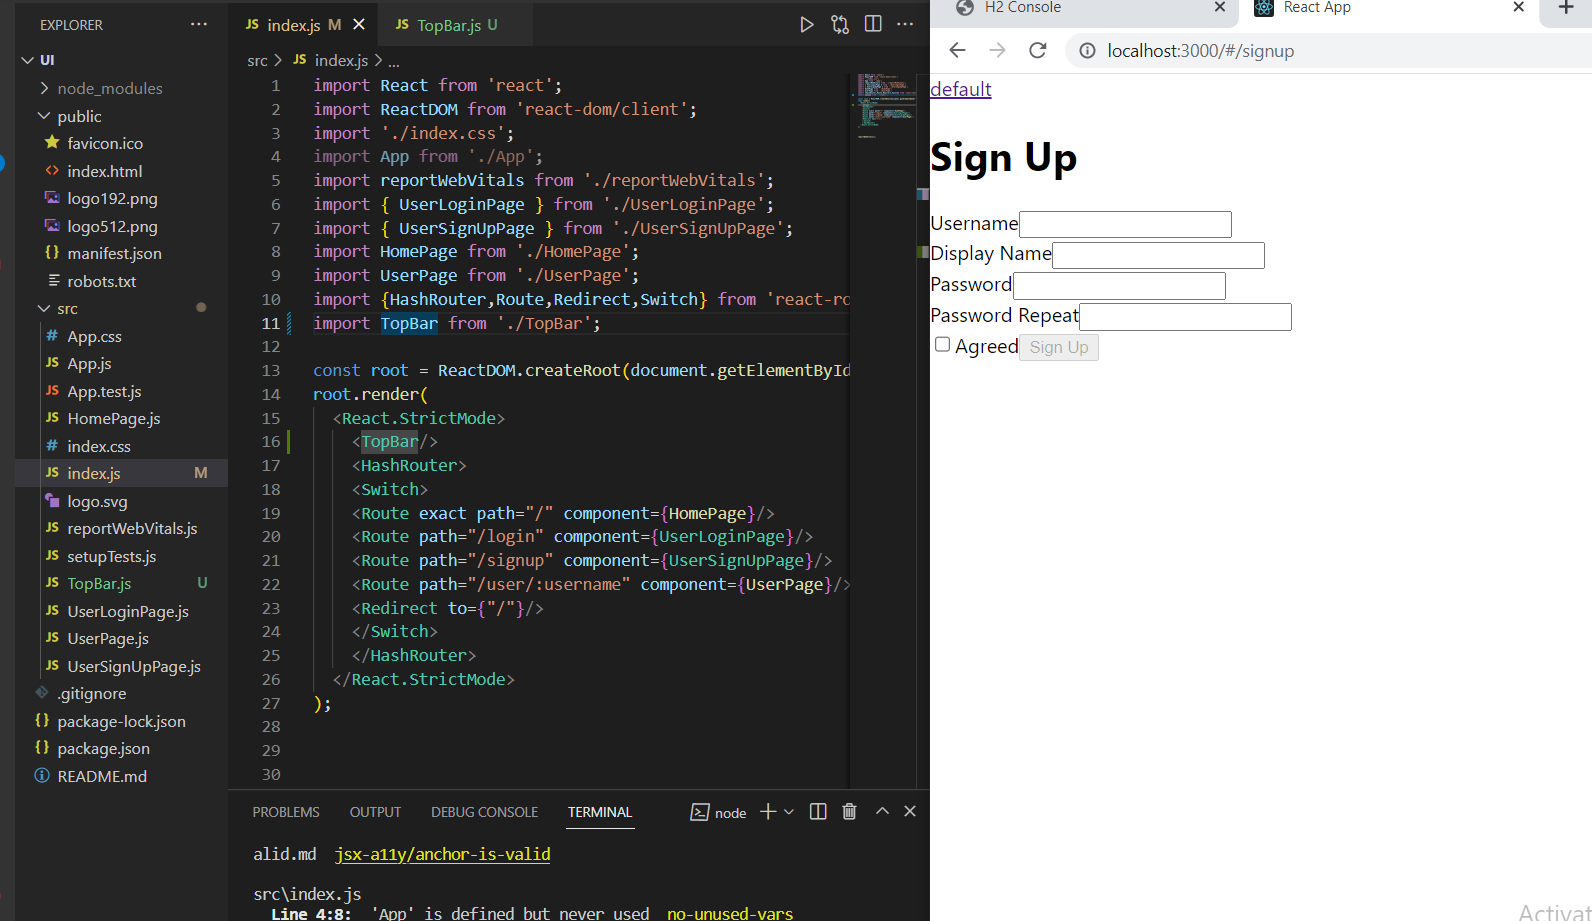 EXPLORER ...
UI
node_modules
public
favicon.ico
index.html
logo192.png
logo512.png
manifest.json
robots.txt
src
App.css
App.js
App.test.js
HomePage.js
index.css
index.js M
logo.svg
reportWebVitals.js
setupTests.js
TopBar.js U
UserLoginPage.js
UserPage.js
UserSignUpPage.js
.gitignore
package-lock.json
package.json
README.md
JS index.js M JS TopBar.js U
src > JS index.js > ...
1 import React from 'react';
2 import ReactDOM from 'react-dom/client';
3 import './index.css';
4 import App from './App';
5 import reportWebVitals from './reportWebVitals';
6 import { UserLoginPage } from './UserLoginPage';
7 import { UserSignUpPage } from './UserSignUpPage';
8 import HomePage from './HomePage';
9 import UserPage from './UserPage';
10 import {HashRouter,Route,Redirect,Switch} from 'react-ro
11 import TopBar from './TopBar';
12
13 const root = ReactDOM.createRoot(document.getElementById
14 root.render(
15 <React.StrictMode>
16 <TopBar/>
17 <HashRouter>
18 <Switch>
19 <Route exact path="/" component={HomePage}/>
20 <Route path="/login" component={UserLoginPage}/>
21 <Route path="/signup" component={UserSignUpPage}/>
22 <Route path="/user/:username" component={UserPage}/>
23 <Redirect to={"/"}/>
24 </Switch>
25 </HashRouter>
26 </React.StrictMode>
27 );
28
29
30
PROBLEMS OUTPUT DEBUG CONSOLE TERMINAL node
alid.md jsx-a11y/anchor-is-valid
src\index.js
Line 4:8: 'App' is defined but never used no-unused-vars
H2 Console React App
localhost:3000/#/signup
default
Sign Up
Username
Display Name
Password
Password Repeat
Agreed Sign Up
Activat